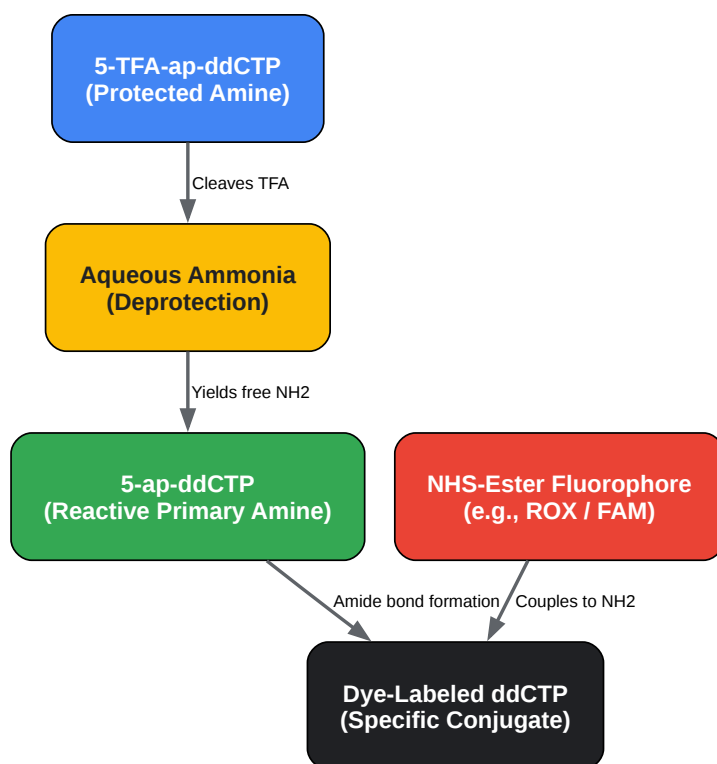 5-TFA-ap-ddCTP
(Protected Amine)
Cleaves TFA
Aqueous Ammonia
(Deprotection)
Yields free NH2
5-ap-ddCTP
(Reactive Primary Amine)
NHS-Ester Fluorophore
(e.g., ROX / FAM)
Amide bond formation
Couples to NH2
Dye-Labeled ddCTP
(Specific Conjugate)